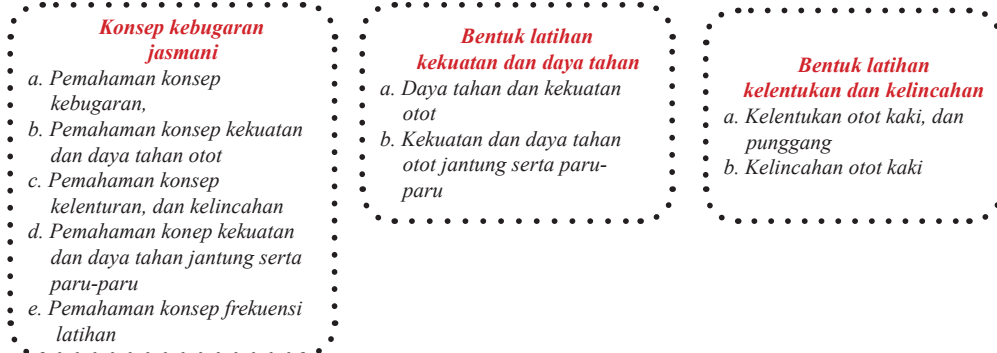 Konsep kebugaran
jasmani
a. Pemahaman konsep
kebugaran,
b. Pemahaman konsep kekuatan
dan daya tahan otot
c. Pemahaman konsep
kelenturan, dan kelincahan
d. Pemahaman konep kekuatan
dan daya tahan jantung serta
paru-paru
e. Pemahaman konsep frekuensi
latihan
Bentuk latihan
kekuatan dan daya tahan
a. Daya tahan dan kekuatan
otot
b. Kekuatan dan daya tahan
otot jantung serta paru-
paru
Bentuk latihan
kelentukan dan kelincahan
a. Kelentukan otot kaki, dan
punggang
b. Kelincahan otot kaki